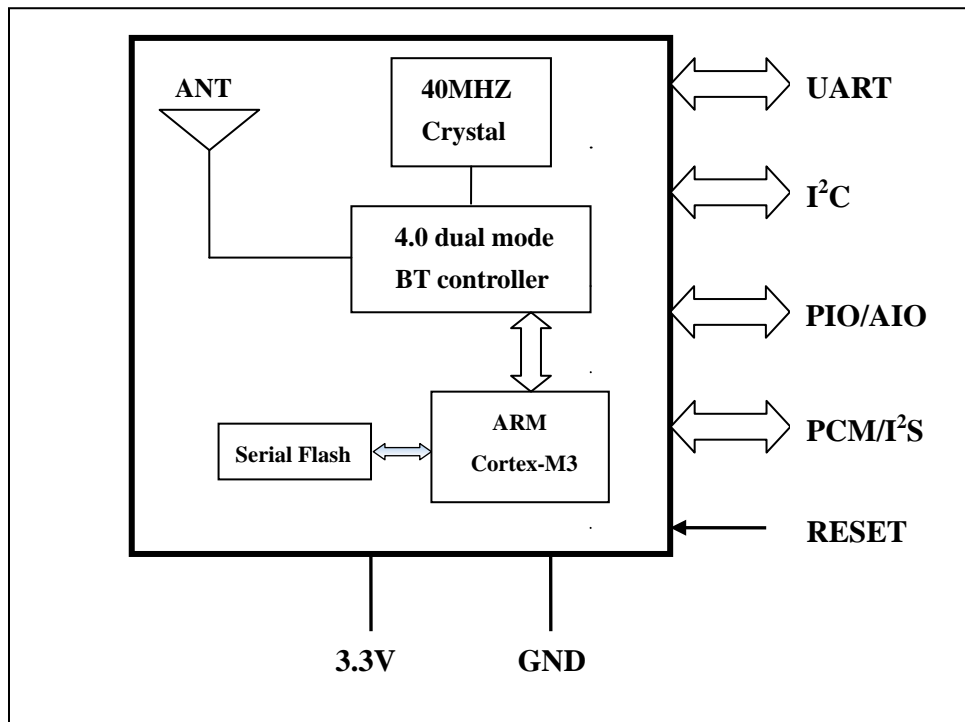 ANT
40MHZ
Crystal
4.0 dual mode
BT controller
ARM
Cortex-M3
Serial Flash
UART
I²C
PIO/AIO
PCM/I²S
RESET
3.3V
GND